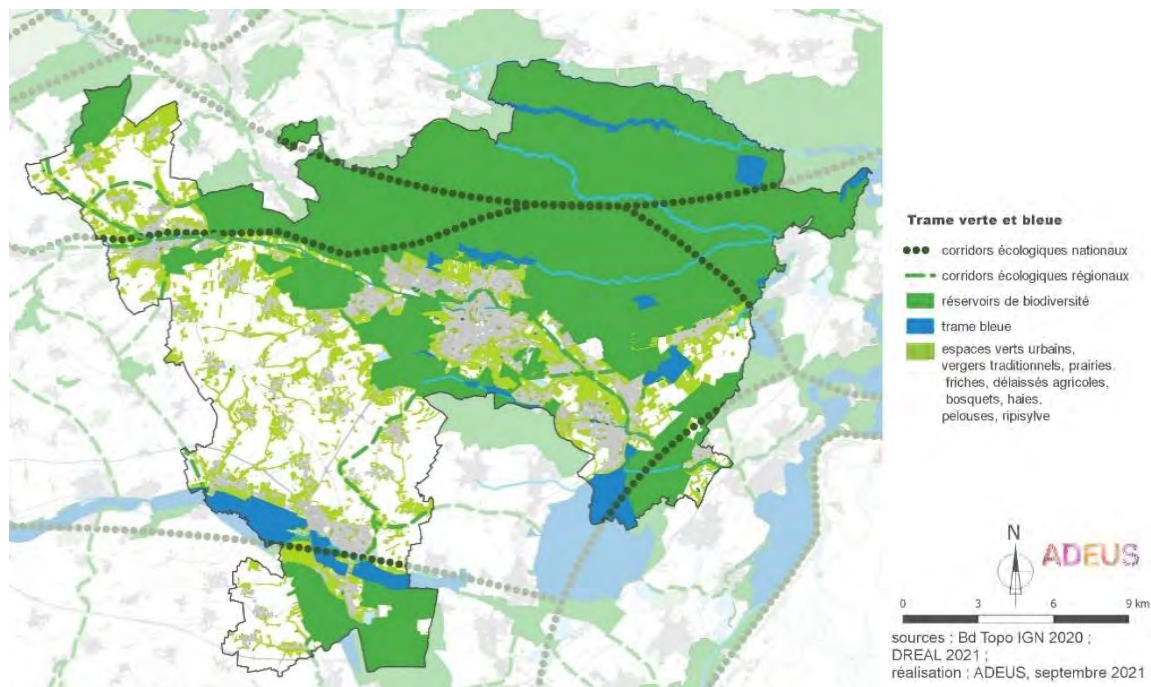 Trame verte et bleue
corridors écologiques nationaux
corridors écologiques régionaux
réservoirs de biodiversité
trame bleue
espaces verts urbains,
vergers traditionnels, prairies.
friches, délaissés agricoles,
bosquets, haies.
pelouses, ripisylve
N
ADEUS
0 3 6 9 km
sources : Bd Topo IGN 2020 ;
DREAL 2021 ;
réalisation : ADEUS, septembre 2021